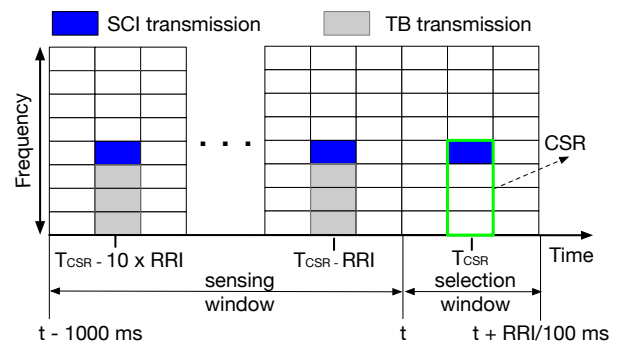 SCI transmission
TB transmission
Frequency
. . .
CSR
TCSR - 10 x RRI
TCSR - RRI
TCSR
Time
sensing
window
selection
window
t - 1000 ms
t
t + RRI/100 ms